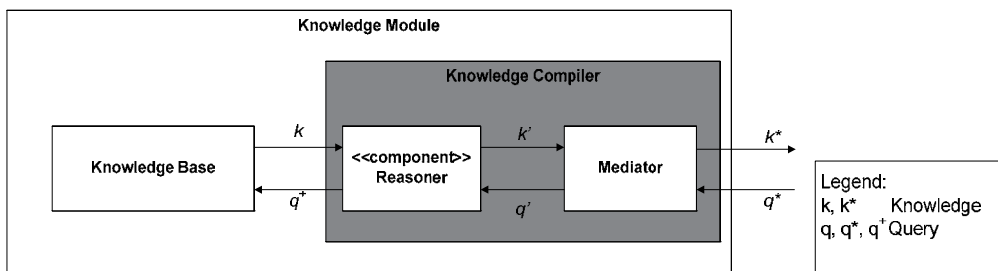 Knowledge Module
Knowledge Compiler
k
k'
k*
Knowledge Base
<<component>>
Reasoner
Mediator
q+
q'
q*
Legend:
k, k* Knowledge
q, q*, q+ Query